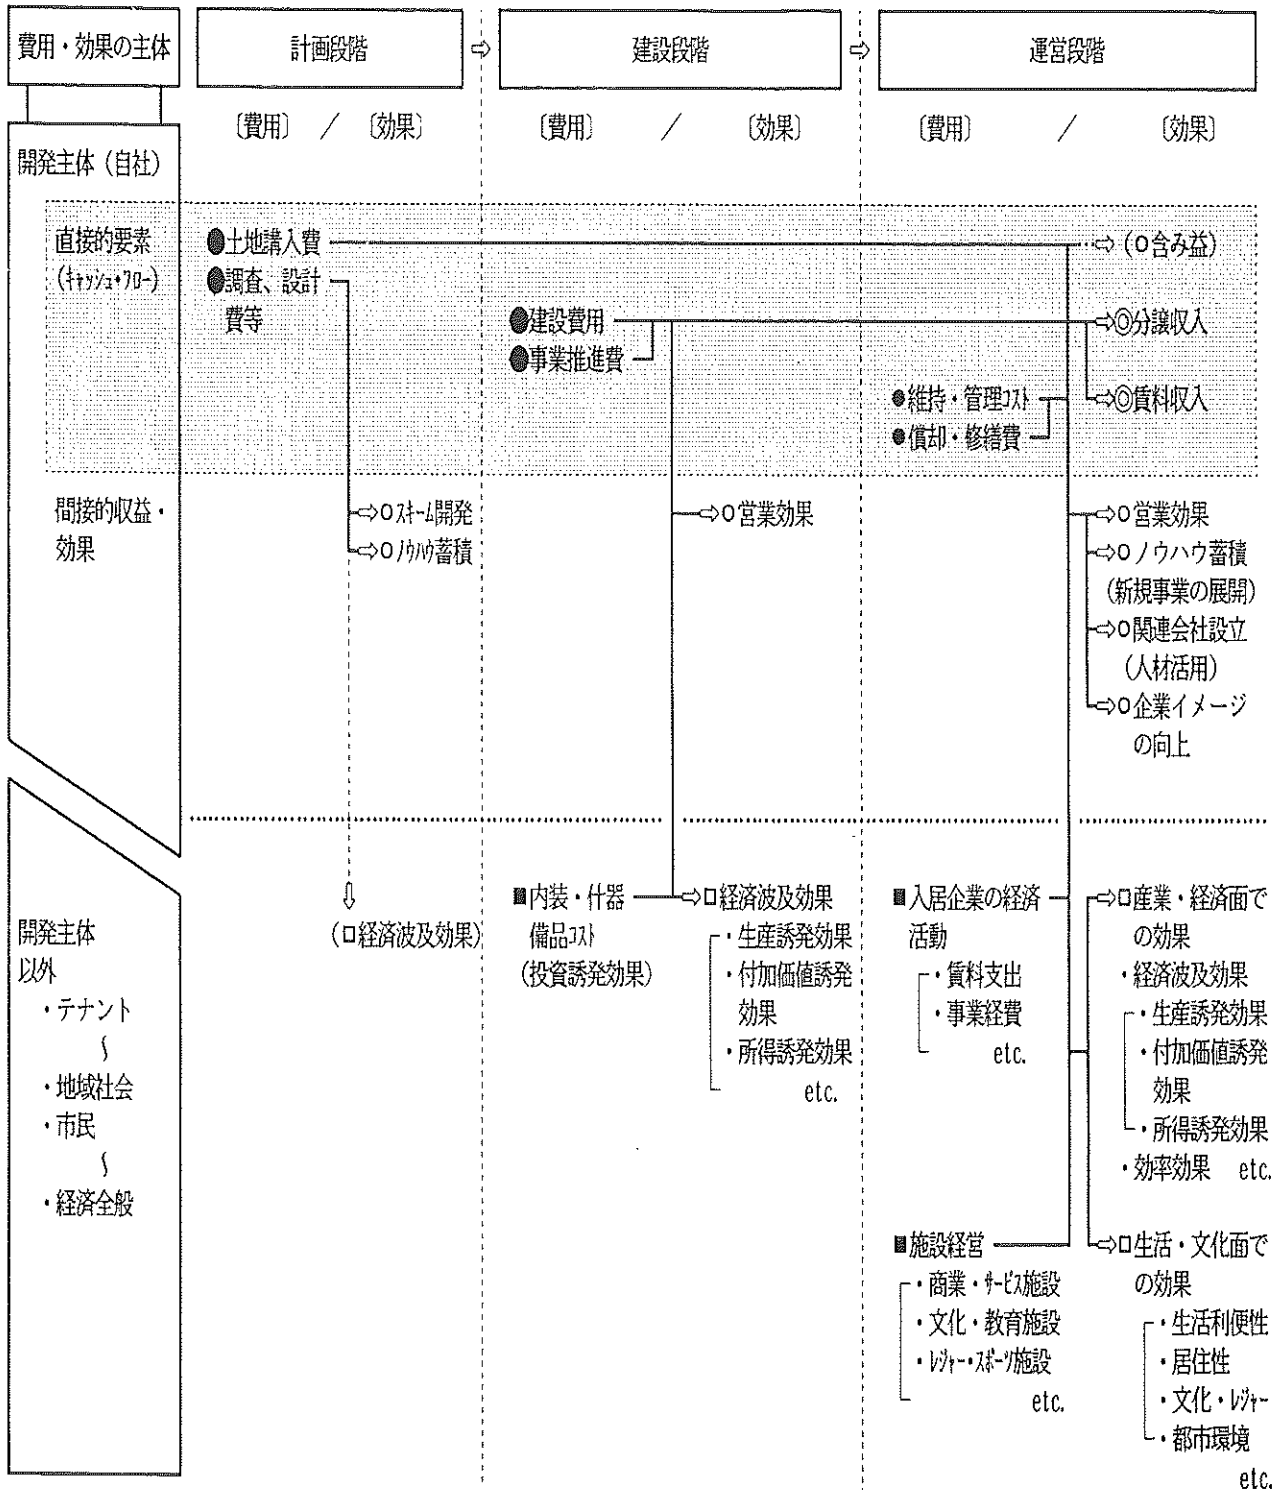 費用・効果の主体
計画段階
⇨
建設段階
⇨
運営段階
〔費用〕 / 〔効果〕
〔費用〕 / 〔効果〕
〔費用〕 / 〔効果〕
開発主体（自社）
直接的要素
(ｷｬｯｼｭ・ﾌﾛｰ)
●土地購入費
●調査、設計
費等
●建設費用
●事業推進費
●維持・管理ｺｽﾄ
●償却・修繕費
⇨（○含み益）
⇨◎分譲収入
⇨◎賃料収入
間接的収益・
効果
⇨○ｽｷｰﾑ開発
⇨○ﾉｳﾊｳ蓄積
⇨○営業効果
⇨○営業効果
⇨○ノウハウ蓄積
（新規事業の展開）
⇨○関連会社設立
（人材活用）
⇨○企業イメージ
の向上
開発主体
以外
・テナント
〜
・地域社会
・市民
〜
・経済全般
（□経済波及効果）
■内装・什器
備品ｺｽﾄ
（投資誘発効果）
⇨□経済波及効果
・生産誘発効果
・付加価値誘発
効果
・所得誘発効果
etc.
■入居企業の経済
活動
・賃料支出
・事業経費
etc.
⇨□産業・経済面で
の効果
・経済波及効果
・生産誘発効果
・付加価値誘発
効果
・所得誘発効果
・効率効果 etc.
■施設経営
・商業・ｻｰﾋﾞｽ施設
・文化・教育施設
・ﾚｼﾞｬｰ・ｽﾎﾟｰﾂ施設
etc.
⇨□生活・文化面で
の効果
・生活利便性
・居住性
・文化・ﾚｼﾞｬｰ
・都市環境
etc.